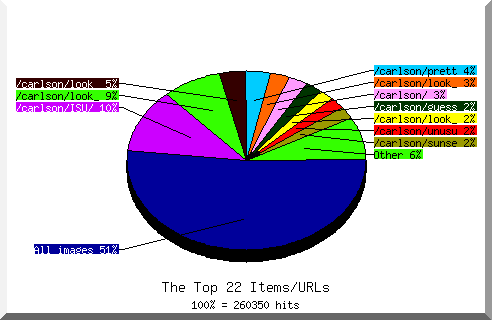 /carlson/prett 4%
/carlson/look_ 5%
/carlson/look_ 3%
/carlson/look_ 9%
/carlson/ 3%
/carlson/ISU/ 10%
/carlson/guess 2%
/carlson/look_ 2%
/carlson/unusu 2%
/carlson/sunse 2%
Other 6%
All images 51%
The Top 22 Items/URLs
100% = 260350 hits